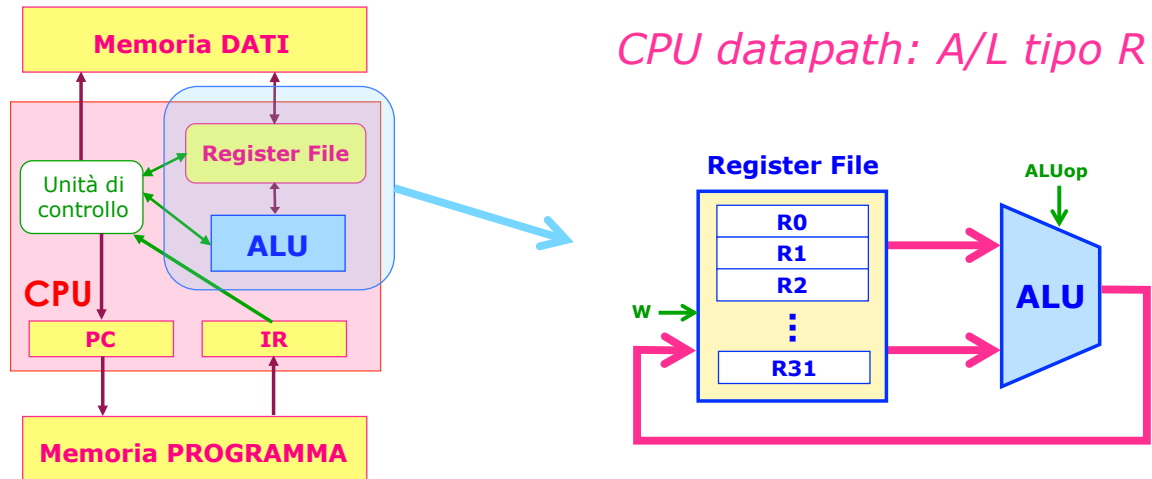 Memoria DATI
CPU datapath: A/L tipo R
Register File
Unità di
controllo
ALU
CPU
PC
IR
Memoria PROGRAMMA
Register File
ALUop
R0
R1
R2
ALU
W
R31